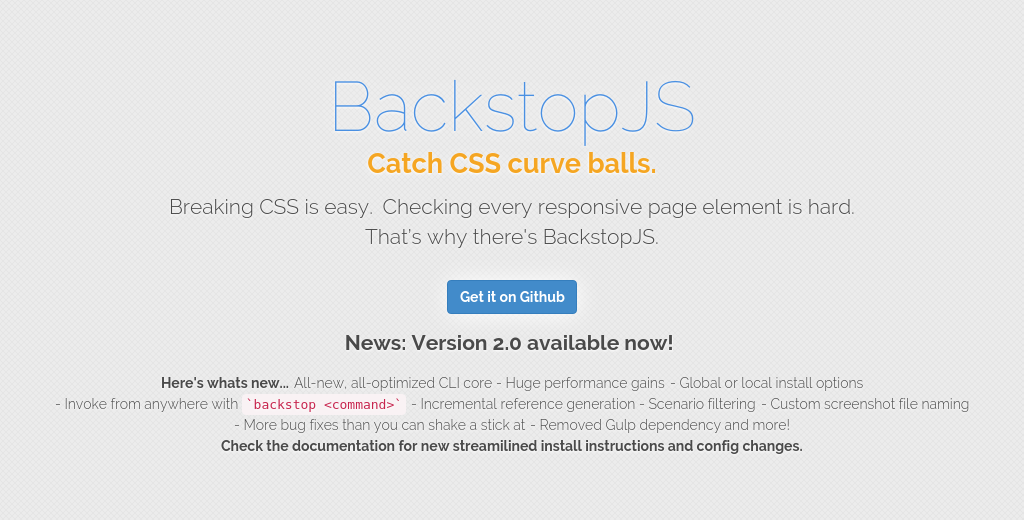 BackstopJS
Catch CSS curve balls.
Breaking CSS is easy. Checking every responsive page element is hard.
That's why there's BackstopJS.
Get it on Github
News: Version 2.0 available now!
Here's whats new... All-new, all-optimized CLI core - Huge performance gains - Global or local install options
- Invoke from anywhere with `backstop <command>` - Incremental reference generation - Scenario filtering - Custom screenshot file naming
- More bug fixes than you can shake a stick at - Removed Gulp dependency and more!
Check the documentation for new streamilined install instructions and config changes.